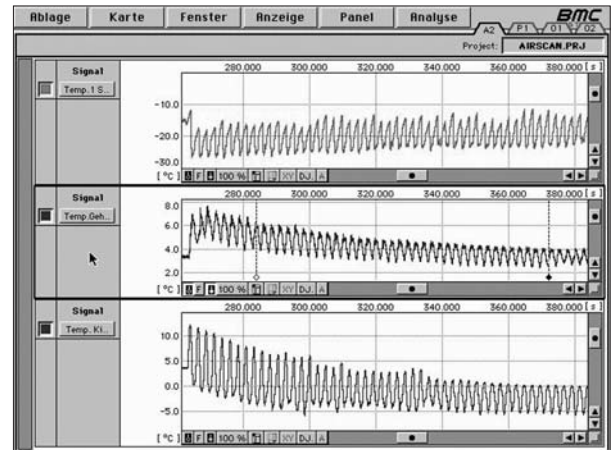 Ablage Karte Fenster Anzeige Panel Analyse BMC
A2 P1 01 02
Project: AIRSCAN.PRJ
Signal 280.000 300.000 320.000 340.000 360.000 380.000 [ s ]
Temp.1 S..
-10.0
-20.0
-30.0
[ °C ] F 100 % XY DJ. A
Signal 280.000 300.000 320.000 340.000 360.000 380.000 [ s ]
Temp.Geh..
8.0
6.0
4.0
2.0
[ °C ] F 100 % XY DJ. A
Signal 280.000 300.000 320.000 340.000 360.000 380.000 [ s ]
Temp. Ki..
10.0
5.0
0.0
-5.0
[ °C ] F 100 % XY DJ. A